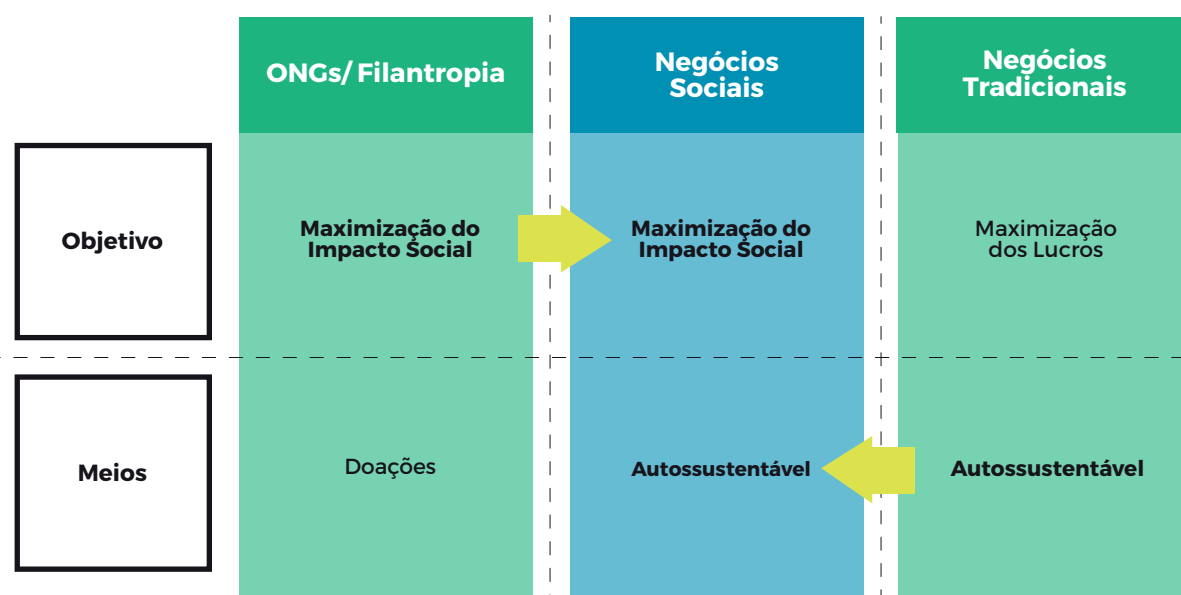 ONGs/ Filantropia
Negócios
Sociais
Negócios
Tradicionais
Objetivo
Maximização do
Impacto Social
Maximização do
Impacto Social
Maximização
dos Lucros
Meios
Doações
Autossustentável
Autossustentável